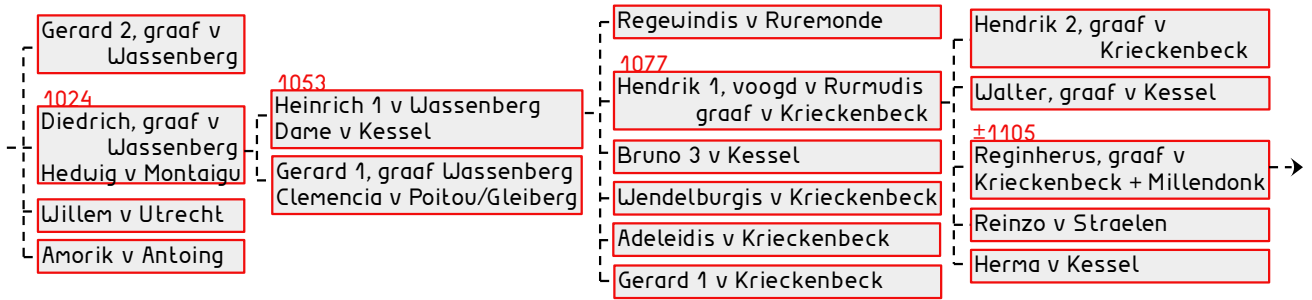 Gerard 2, graaf v
Wassenberg
1024
Diedrich, graaf v
Wassenberg
Hedwig v Montaigu
Willem v Utrecht
Amorik v Antoing
1053
Heinrich 1 v Wassenberg
Dame v Kessel
Gerard 1, graaf Wassenberg
Clemencia v Poitou/Gleiberg
Regewindis v Ruremonde
1077
Hendrik 1, voogd v Rurmudis
graaf v Krieckenbeck
Bruno 3 v Kessel
Wendelburgis v Krieckenbeck
Adeleidis v Krieckenbeck
Gerard 1 v Krieckenbeck
Hendrik 2, graaf v
Krieckenbeck
Walter, graaf v Kessel
±1105
Reginherus, graaf v
Krieckenbeck + Millendonk
Reinzo v Straelen
Herma v Kessel